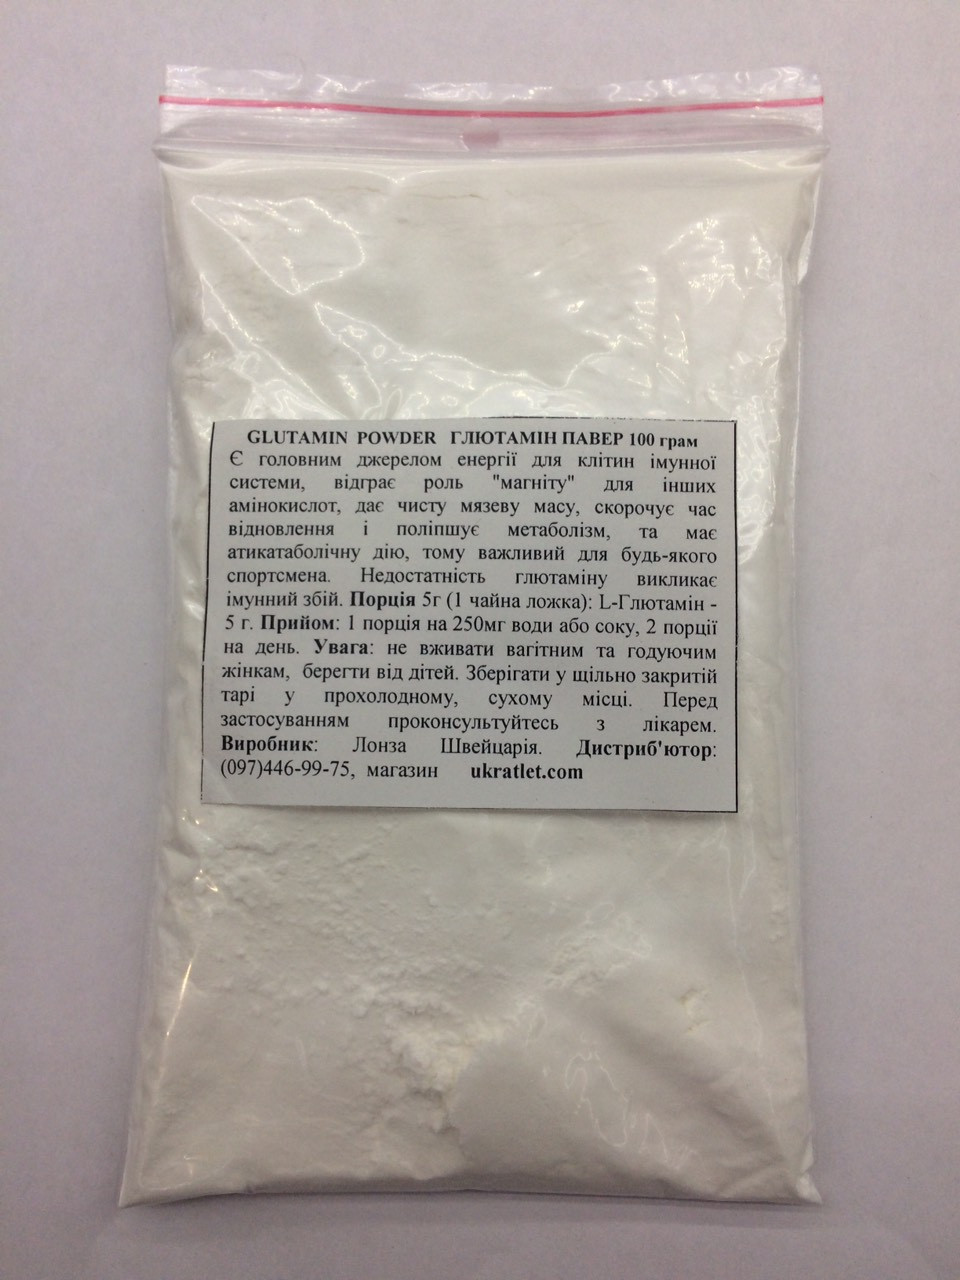 GLUTAMIN POWDER ГЛЮТАМІН ПАВЕР 100 грам
Є головним джерелом енергії для клітин імунної
системи, відграє роль "магніту" для інших
амінокислот, дає чисту мязеву масу, скорочує час
відновлення і поліпшує метаболізм, та має
атикатаболічну дію, тому важливий для будь-якого
спортсмена. Недостатність глютаміну викликає
імунний збій. Порція 5г (1 чайна ложка): L-Глютамін -
5 г. Прийом: 1 порція на 250мг води або соку, 2 порції
на день. Увага: не вживати вагітним та годуючим
жінкам, берегти від дітей. Зберігати у щільно закритій
тарі у прохолодному, сухому місці. Перед
застосуванням проконсультуйтесь з лікарем.
Виробник: Лонза Швейцарія. Дистриб'ютор:
(097)446-99-75, магазин ukratlet.com